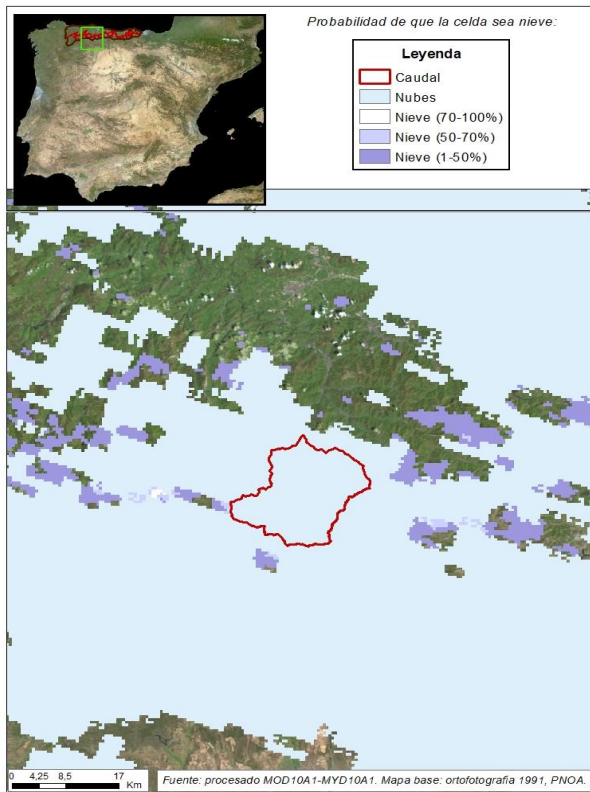 Probabilidad de que la celda sea nieve:
Leyenda
Caudal
Nubes
Nieve (70-100%)
Nieve (50-70%)
Nieve (1-50%)
0 4,25 8,5 17
Km
Fuente: procesado MOD10A1-MYD10A1. Mapa base: ortofotografia 1991, PNOA.